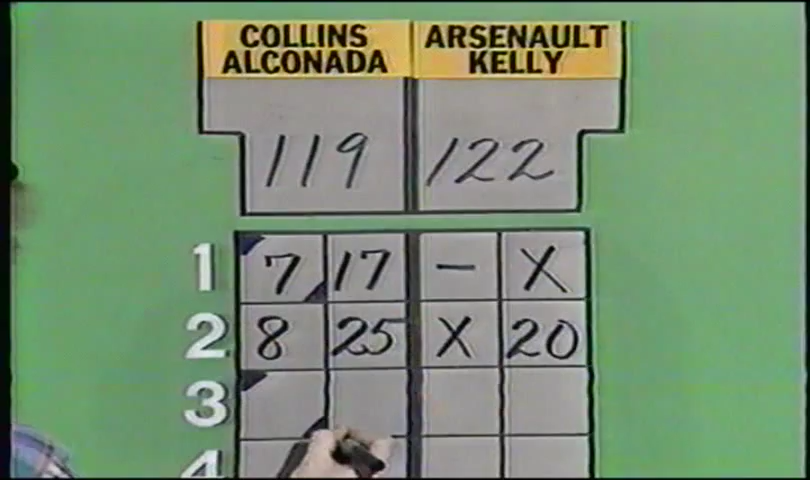 COLLINS ALCONADA
ARSENAULT KELLY
119 122
1 7 17 – X
2 8 25 X 20
3
4